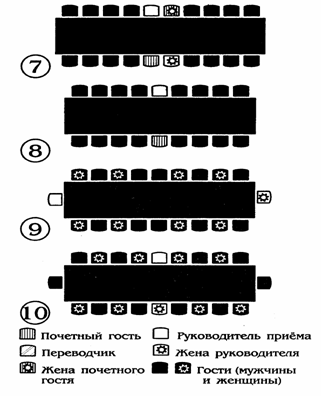 7
8
9
10
Почетный гость Руководитель приёма
Переводчик Жена руководителя
Жена почетного гостя Гости (мужчины и женщины)